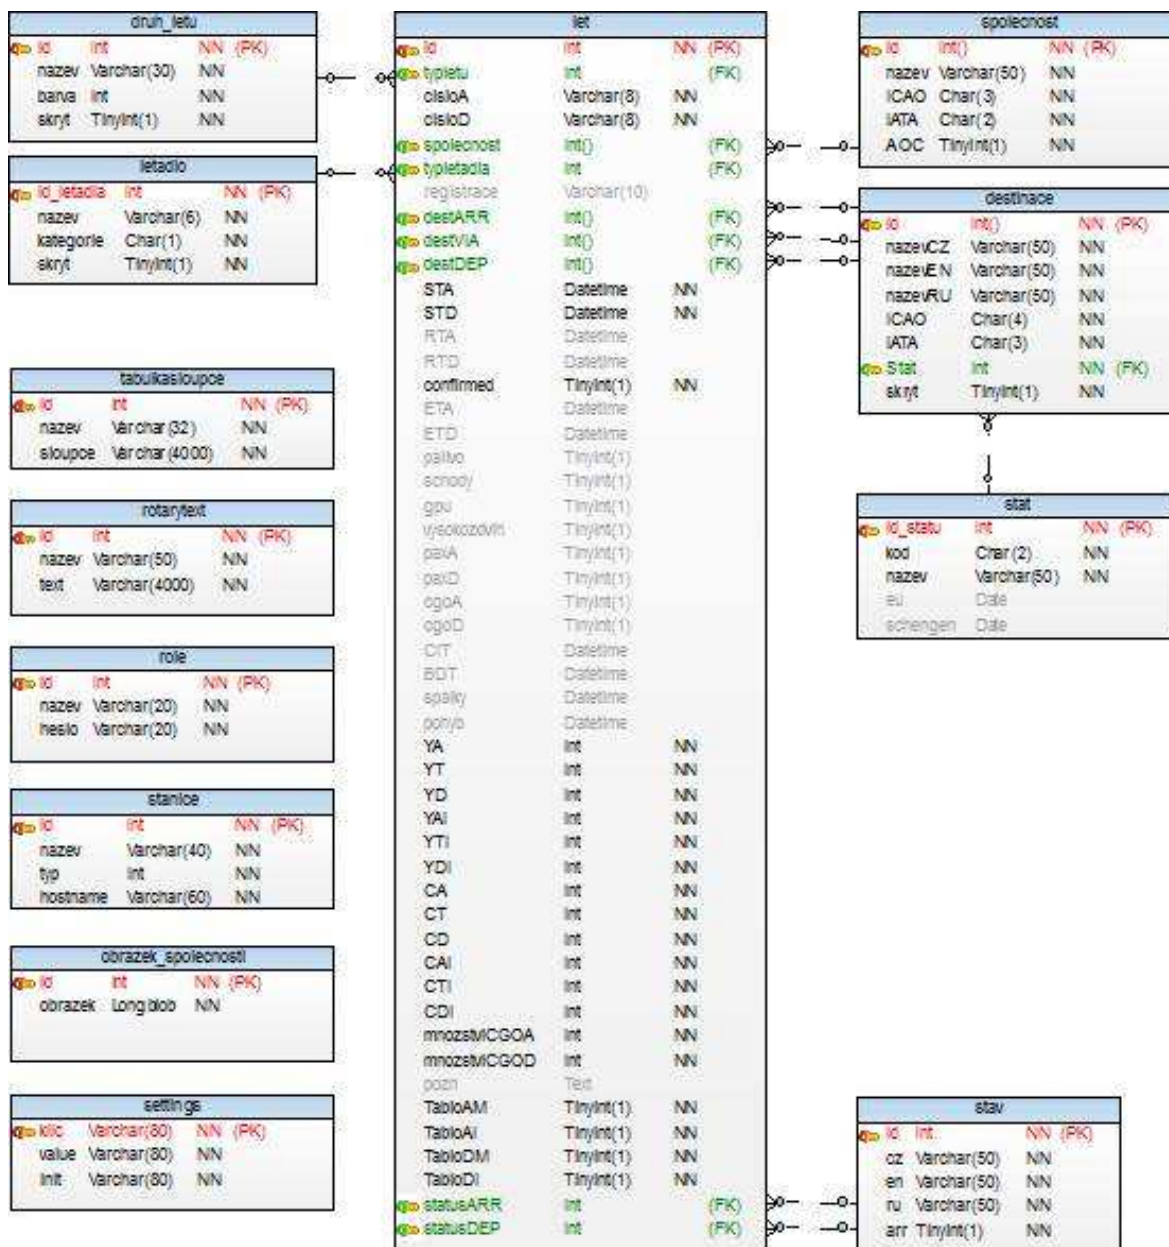 druh_letu
id Int NN (PK)
nazev Varchar(30) NN
barva Int NN
skryt TinyInt(1) NN
letadlo
id_letadla Int NN (PK)
nazev Varchar(6) NN
kategorie Char(1) NN
skryt TinyInt(1) NN
tabulkasloupce
id Int NN (PK)
nazev Varchar(32) NN
sloupce Varchar(4000) NN
rotarytext
id Int NN (PK)
nazev Varchar(50) NN
text Varchar(4000) NN
role
id Int NN (PK)
nazev Varchar(20) NN
heslo Varchar(20) NN
stanice
id Int NN (PK)
nazev Varchar(40) NN
typ Int NN
hostname Varchar(60) NN
obrazek_spolecnosti
id Int NN (PK)
obrazek Longblob NN
settings
klic Varchar(80) NN (PK)
value Varchar(80) NN
init Varchar(80) NN
let
id Int NN (PK)
typletu Int (FK)
cisloA Varchar(8) NN
cisloD Varchar(8) NN
spolecnost Int() (FK)
typletadla Int (FK)
registrace Varchar(10)
destARR Int() (FK)
destVIA Int() (FK)
destDEP Int() (FK)
STA Datetime NN
STD Datetime NN
RTA Datetime
RTD Datetime
confirmed TinyInt(1) NN
ETA Datetime
ETD Datetime
palivo TinyInt(1)
schody TinyInt(1)
gpu TinyInt(1)
vysokozdvih TinyInt(1)
paxA TinyInt(1)
paxD TinyInt(1)
cgoA TinyInt(1)
cgoD TinyInt(1)
CIT Datetime
BDT Datetime
spalky Datetime
pohyb Datetime
YA Int NN
YT Int NN
YD Int NN
YAI Int NN
YTI Int NN
YDI Int NN
CA Int NN
CT Int NN
CD Int NN
CAI Int NN
CTI Int NN
CDI Int NN
mnozstviCGOA Int NN
mnozstviCGOD Int NN
pozn Text
TabloAM TinyInt(1) NN
TabloAI TinyInt(1) NN
TabloDM TinyInt(1) NN
TabloDI TinyInt(1) NN
statusARR Int (FK)
statusDEP Int (FK)
spolecnost
id Int() NN (PK)
nazev Varchar(50) NN
ICAO Char(3) NN
IATA Char(2) NN
AOC TinyInt(1) NN
destinace
id Int() NN (PK)
nazevCZ Varchar(50) NN
nazevEN Varchar(50) NN
nazevRU Varchar(50) NN
ICAO Char(4) NN
IATA Char(3) NN
Stat Int NN (FK)
skryt TinyInt(1) NN
stat
id_statu Int NN (PK)
kod Char(2) NN
nazev Varchar(50) NN
eu Date
schengen Date
stav
id Int NN (PK)
cz Varchar(50) NN
en Varchar(50) NN
ru Varchar(50) NN
arr TinyInt(1) NN